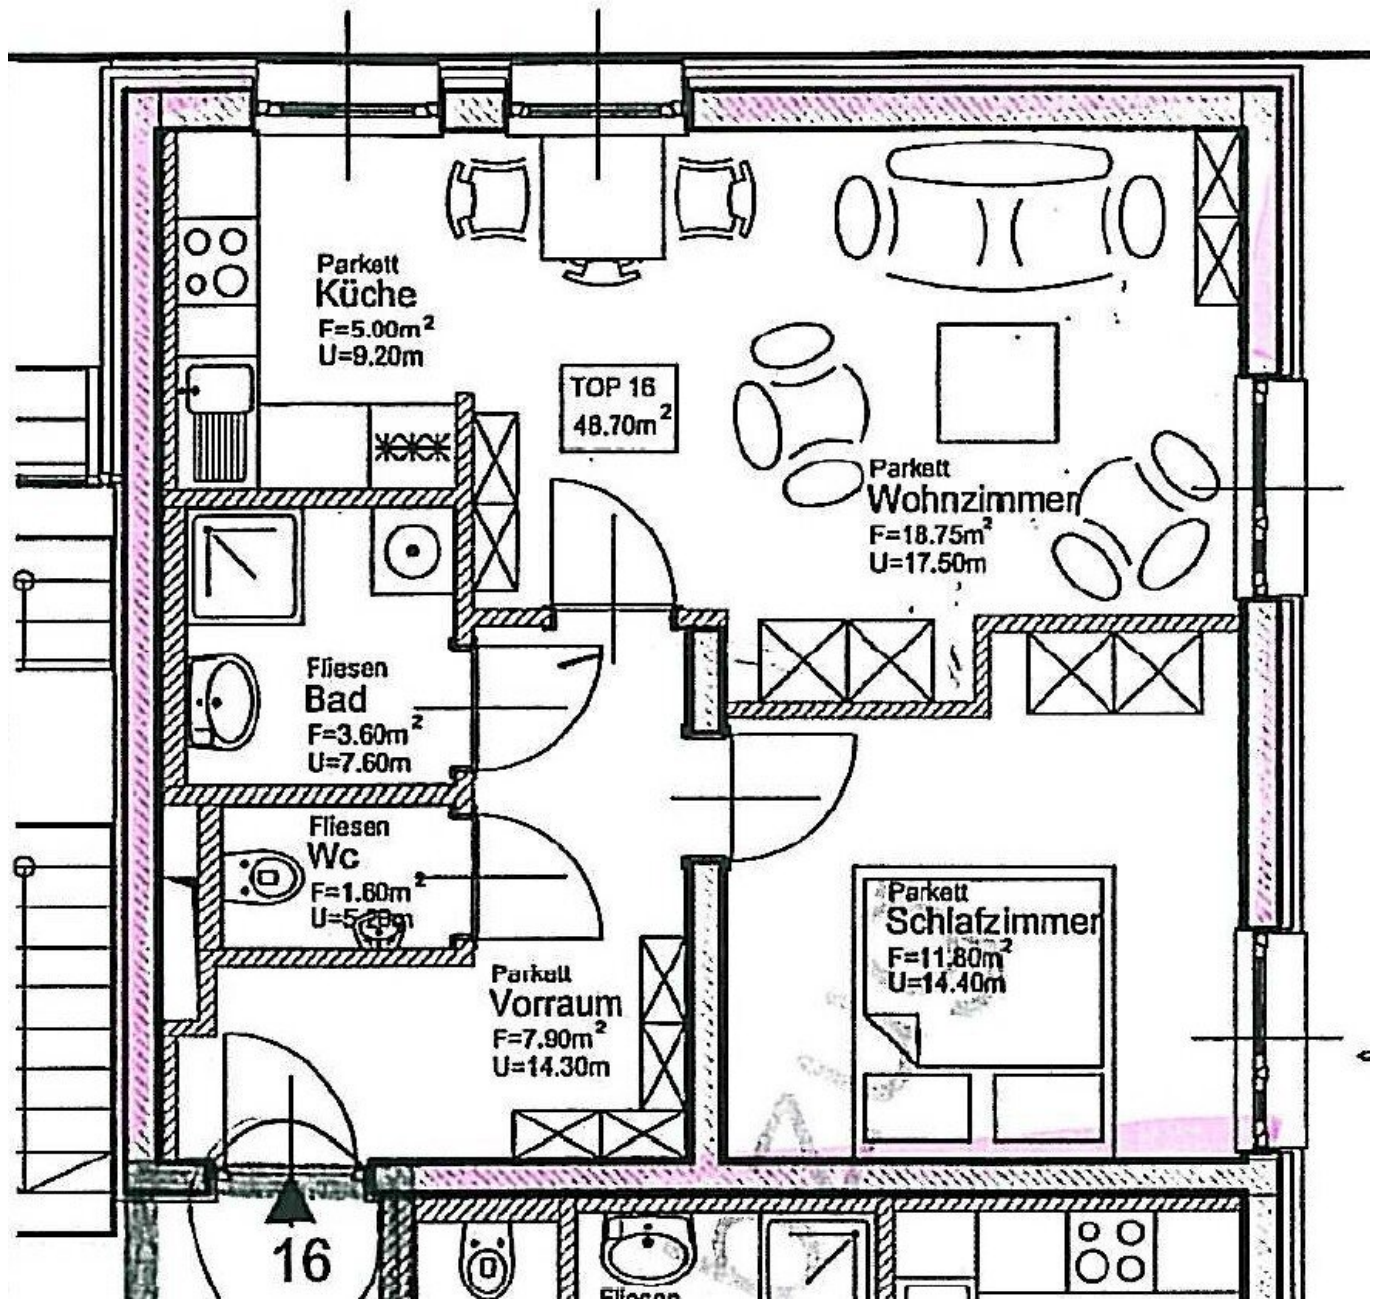 Parkett
Küche
F=5.00m²
U=9.20m
TOP 16
48.70m²
Parkett
Wohnzimmer
F=18.75m²
U=17.50m
Fliesen
Bad
F=3.60m²
U=7.60m
Fliesen
Wc
F=1.60m²
Parkett
Schlafzimmer
F=11.80m²
U=14.40m
Parkett
Vorraum
F=7.90m²
U=14.30m
16
Fliesen